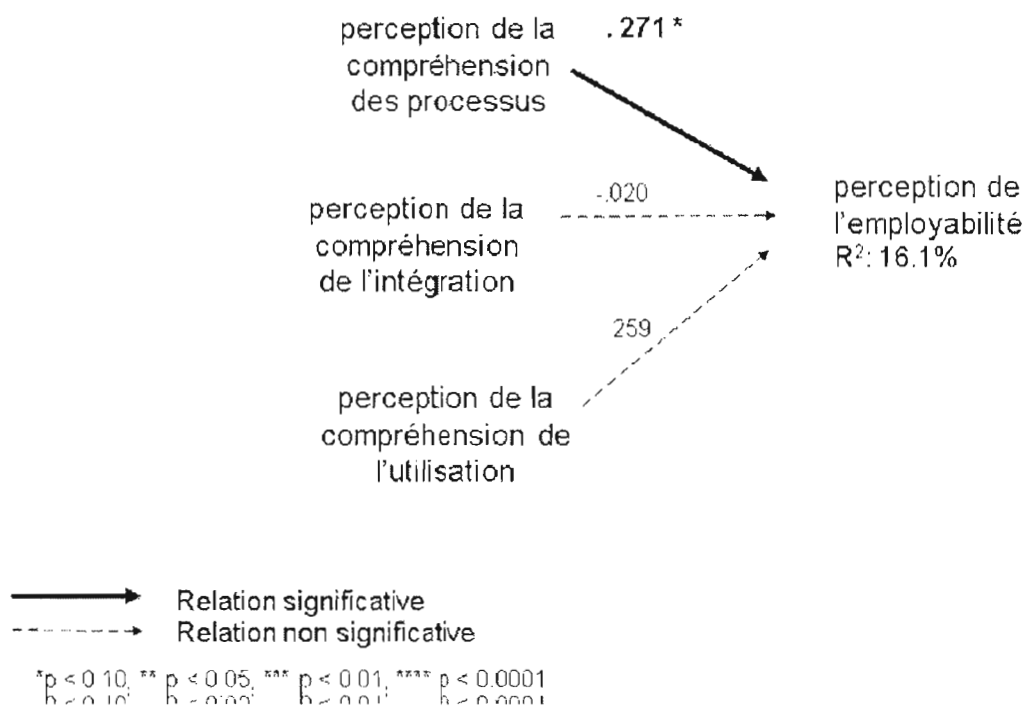 perception de la
compréhension
des processus
.271*
-.020
perception de la
compréhension
de l'intégration
perception de
l'employabilité
R²: 16.1%
259
perception de la
compréhension de
l'utilisation
Relation significative
Relation non significative
*p < 0.10, ** p < 0.05, *** p < 0.01, **** p < 0.0001